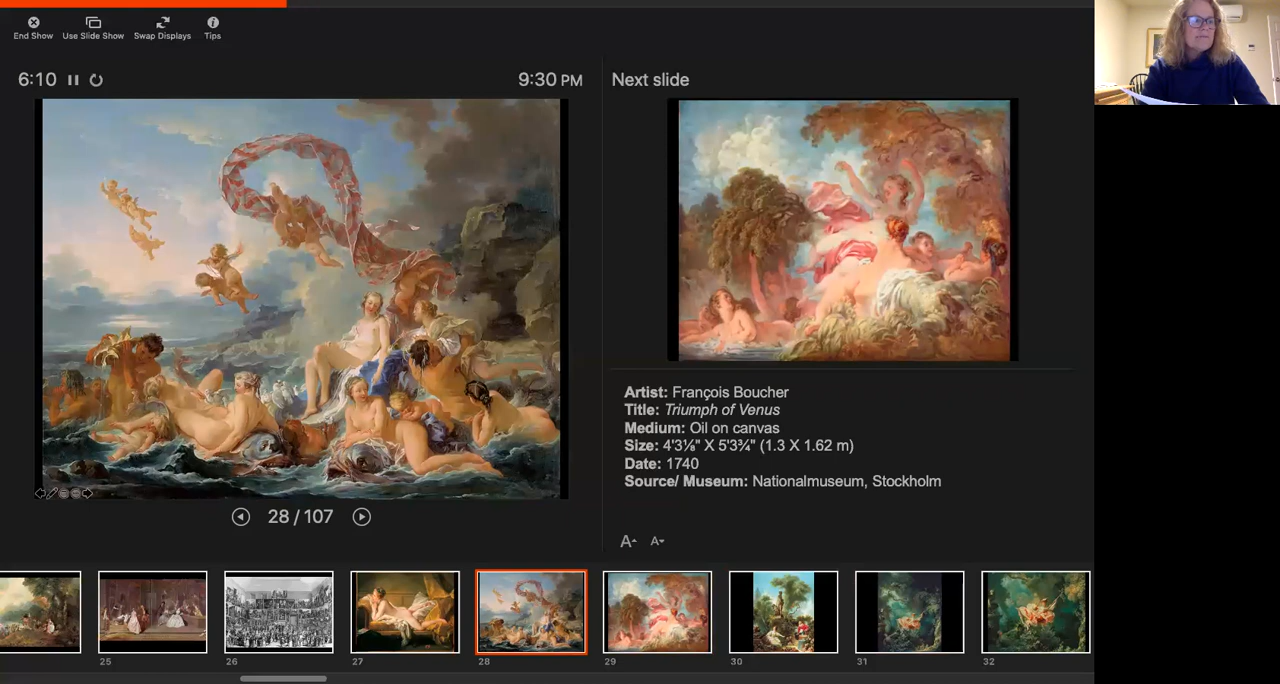 End Show
Use Slide Show
Swap Displays
Tips
6:10
9:30 PM
Next slide
Artist: François Boucher
Title: Triumph of Venus
Medium: Oil on canvas
Size: 4'3⅛" X 5'3¾" (1.3 X 1.62 m)
Date: 1740
Source/ Museum: Nationalmuseum, Stockholm
28 / 107
A A
25
26
27
28
29
30
31
32